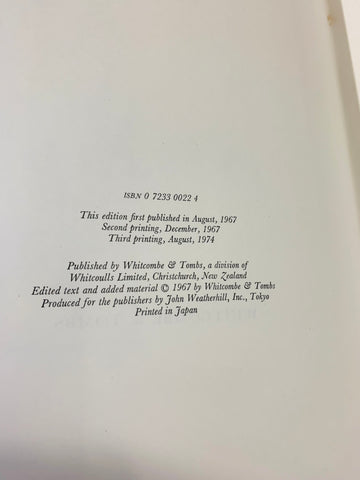 ISBN 0 7233 0022 4
This edition first published in August, 1967
Second printing, December, 1967
Third printing, August, 1974
Published by Whitcombe & Tombs, a division of
Whitcoulls Limited, Christchurch, New Zealand
Edited text and added material © 1967 by Whitcombe & Tombs
Produced for the publishers by John Weatherhill, Inc., Tokyo
Printed in Japan